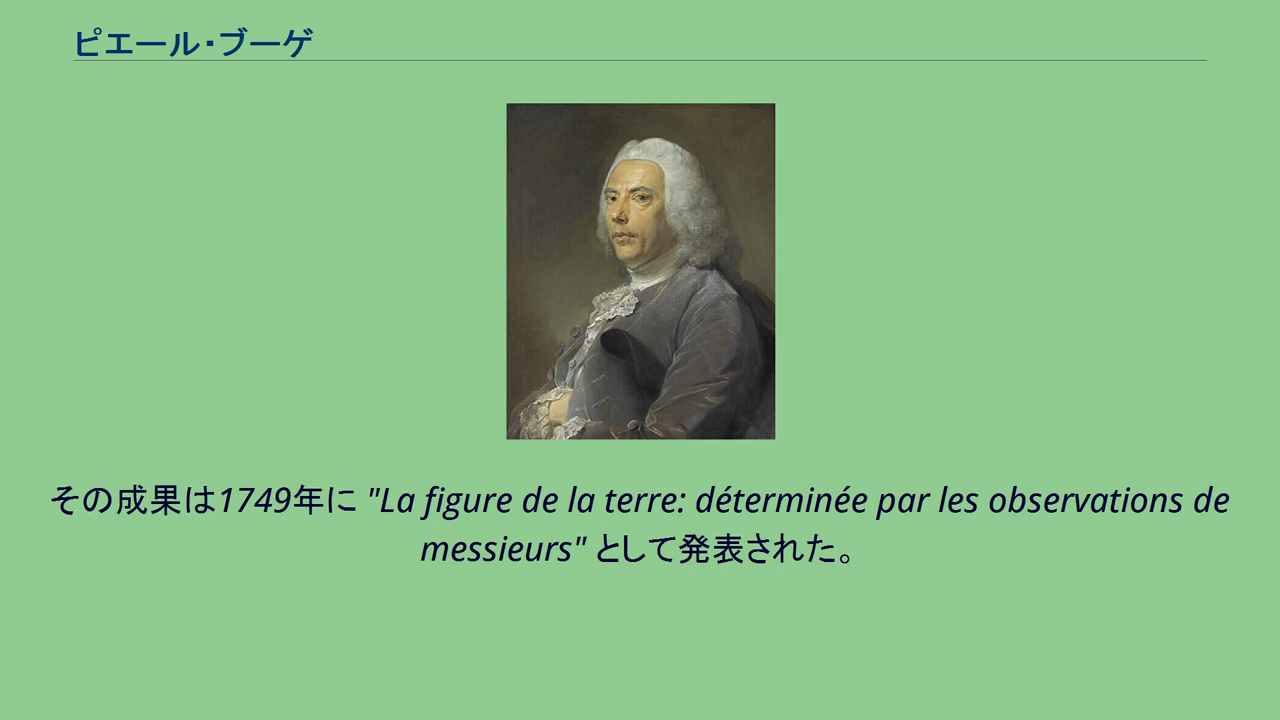 ピエール・ブーゲ
その成果は1749年に "La figure de la terre: déterminée par les observations de
messieurs" として発表された。